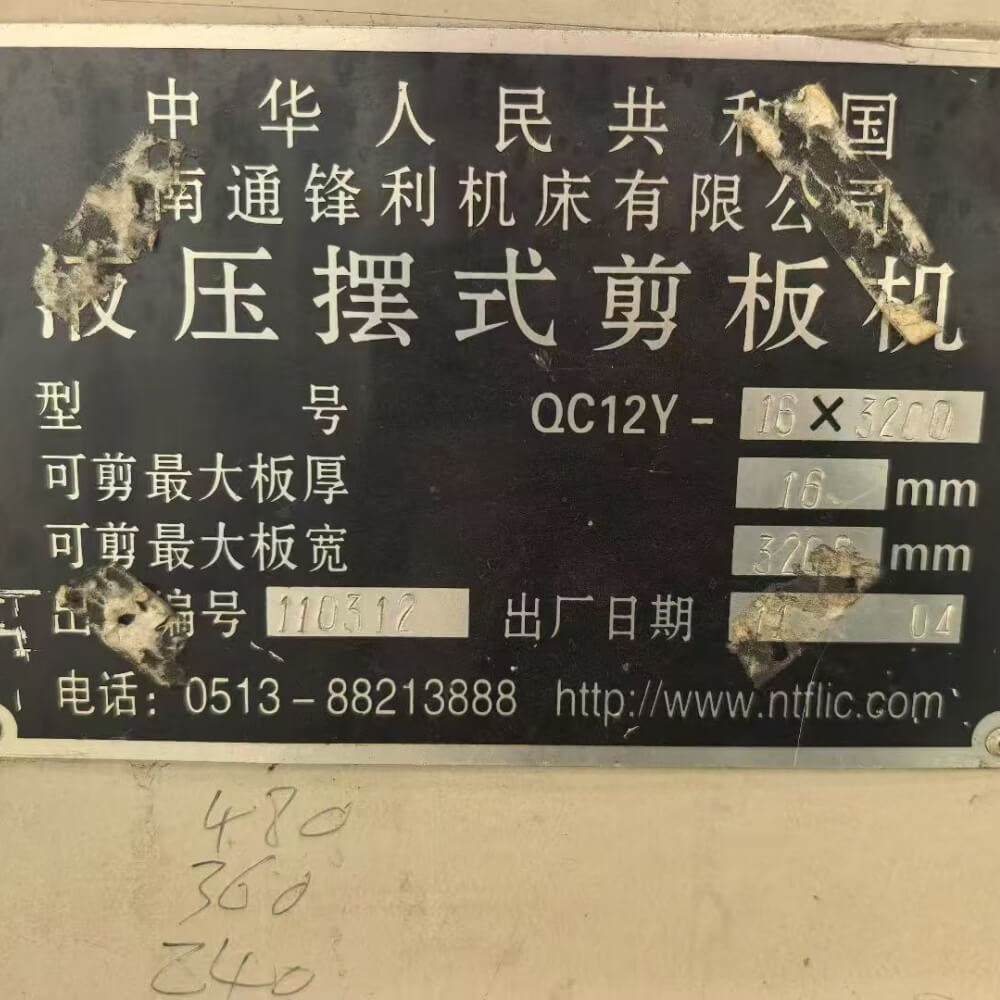 中华人民共和国
南通锋利机床有限公司
液压摆式剪板机
型号 QC12Y-16×3200
可剪最大板厚 16 mm
可剪最大板宽 3200 mm
出 编号 110312 出厂日期 11 04
电话：0513-88213888 http://www.ntflic.com
480
360
240